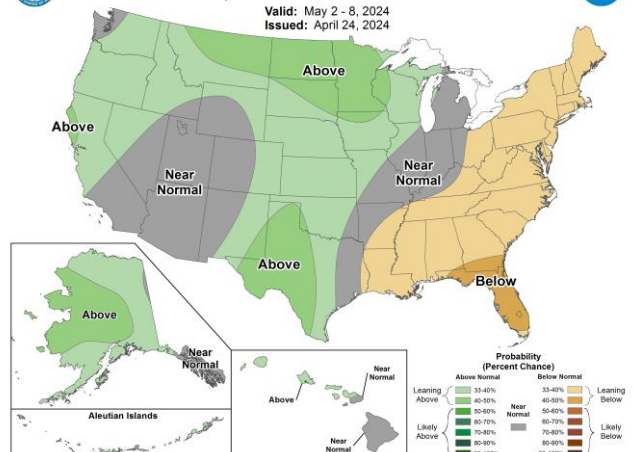 Valid: May 2 - 8, 2024
Issued: April 24, 2024
Above
Above
Near
Normal
Near
Normal
Above
Below
Above
Near
Normal
Aleutian Islands
Above
Near
Normal
Near
Normal
Probability
(Percent Chance)
Above Normal
Below Normal
Leaning
Above
33-40%
40-50%
Likely
Above
50-60%
60-70%
70-80%
80-90%
Near
Normal
33-40%
40-50%
Leaning
Below
50-60%
60-70%
70-80%
80-90%
Likely
Below